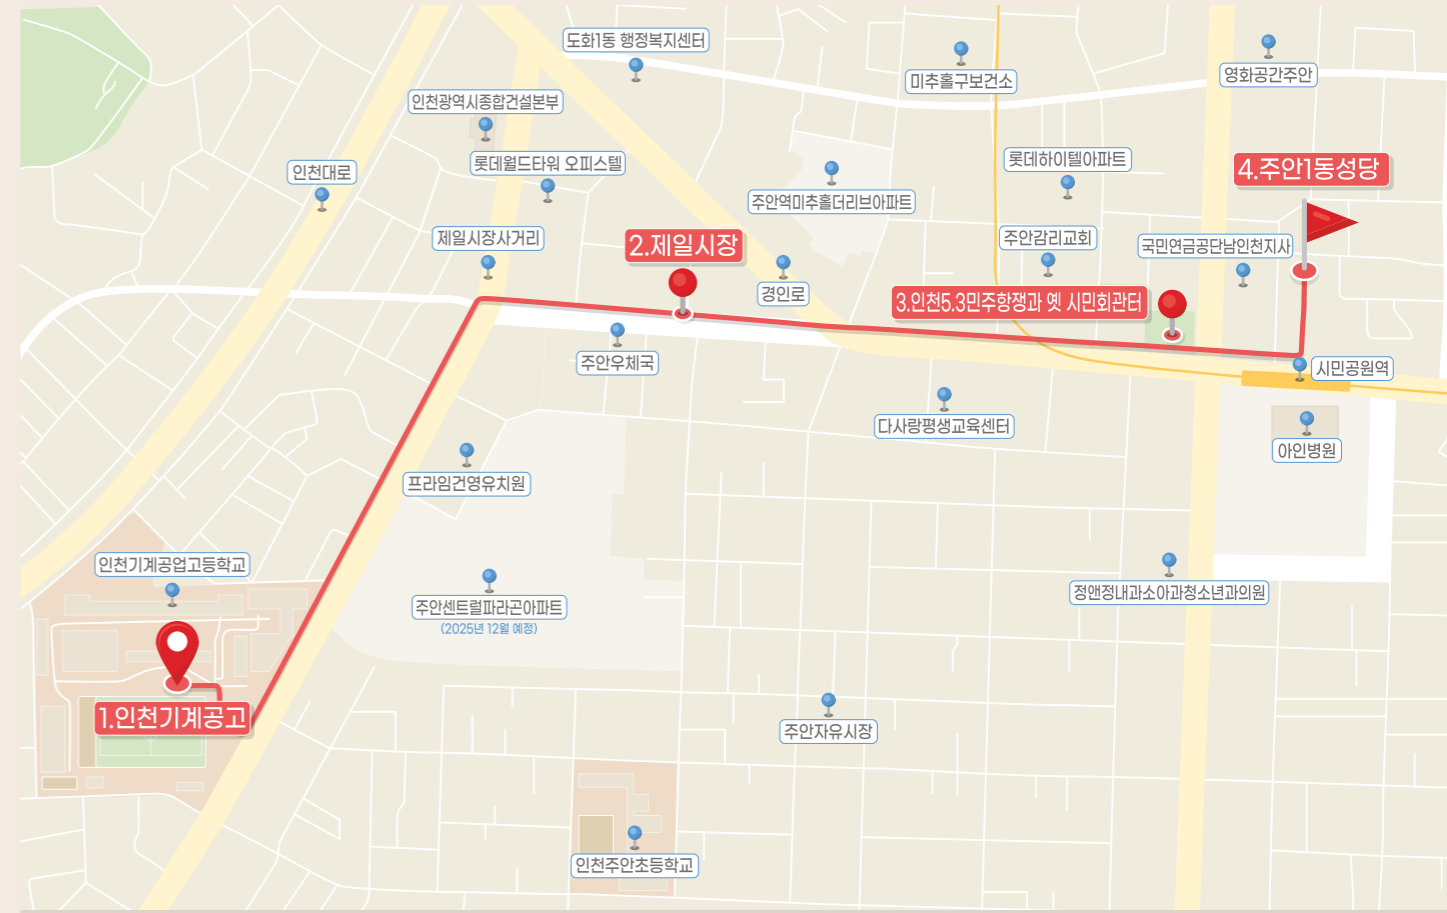 도화1동 행정복지센터
미추홀구보건소
영화공간주안
인천광역시종합건설본부
롯데월드타워 오피스텔
롯데하이텔아파트
4.주안1동성당
인천대로
주안역미추홀더리브아파트
제일시장사거리
2.제일시장
주안감리교회
국민연금공단남인천지사
경인로
3.인천5.3민주항쟁과 옛 시민회관터
주안우체국
시민공원역
다사랑평생교육센터
아인병원
프라임건영유치원
인천기계공업고등학교
정앤정내과소아과청소년과의원
주안센트럴파라곤아파트
(2025년 12월 예정)
1.인천기계공고
주안자유시장
인천주안초등학교